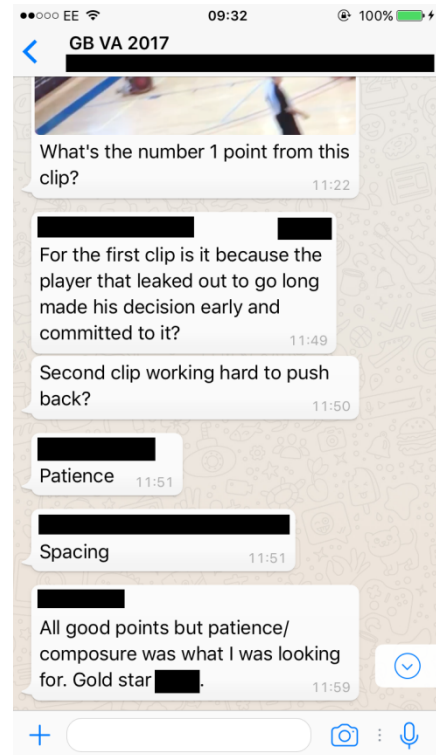 EE 09:32 100%
GB VA 2017
What's the number 1 point from this
clip?
11:22
For the first clip is it because the
player that leaked out to go long
made his decision early and
committed to it?
11:49
Second clip working hard to push
back?
11:50
Patience 11:51
Spacing 11:51
All good points but patience/
composure was what I was looking
for. Gold star .
11:59